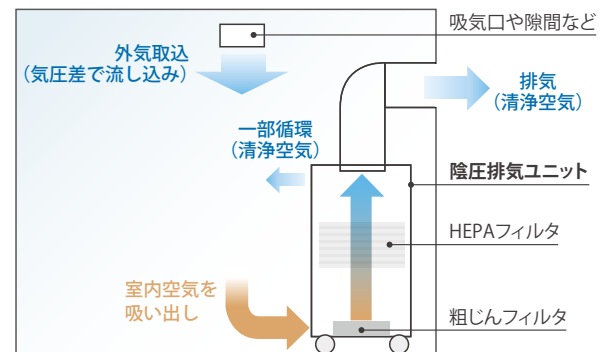 吸気口や隙間など
外気取込
（気圧差で流し込み）
排気
（清浄空気）
一部循環
（清浄空気）
陰圧排気ユニット
HEPAフィルタ
室内空気を
吸い出し
粗じんフィルタ